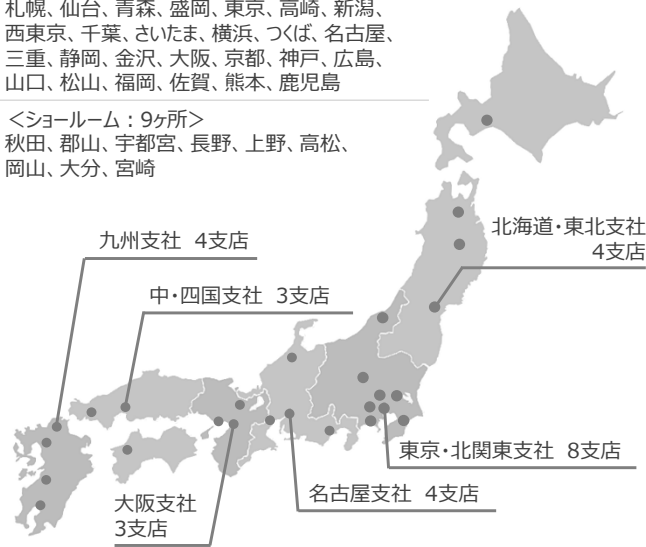 札幌、仙台、青森、盛岡、東京、高崎、新潟、
西東京、千葉、さいたま、横浜、つくば、名古屋、
三重、静岡、金沢、大阪、京都、神戸、広島、
山口、松山、福岡、佐賀、熊本、鹿児島
＜ショールーム：9ヶ所＞
秋田、郡山、宇都宮、長野、上野、高松、
岡山、大分、宮崎
北海道・東北支社
4支店
九州支社 4支店
中・四国支社 3支店
東京・北関東支社 8支店
名古屋支社 4支店
大阪支社
3支店